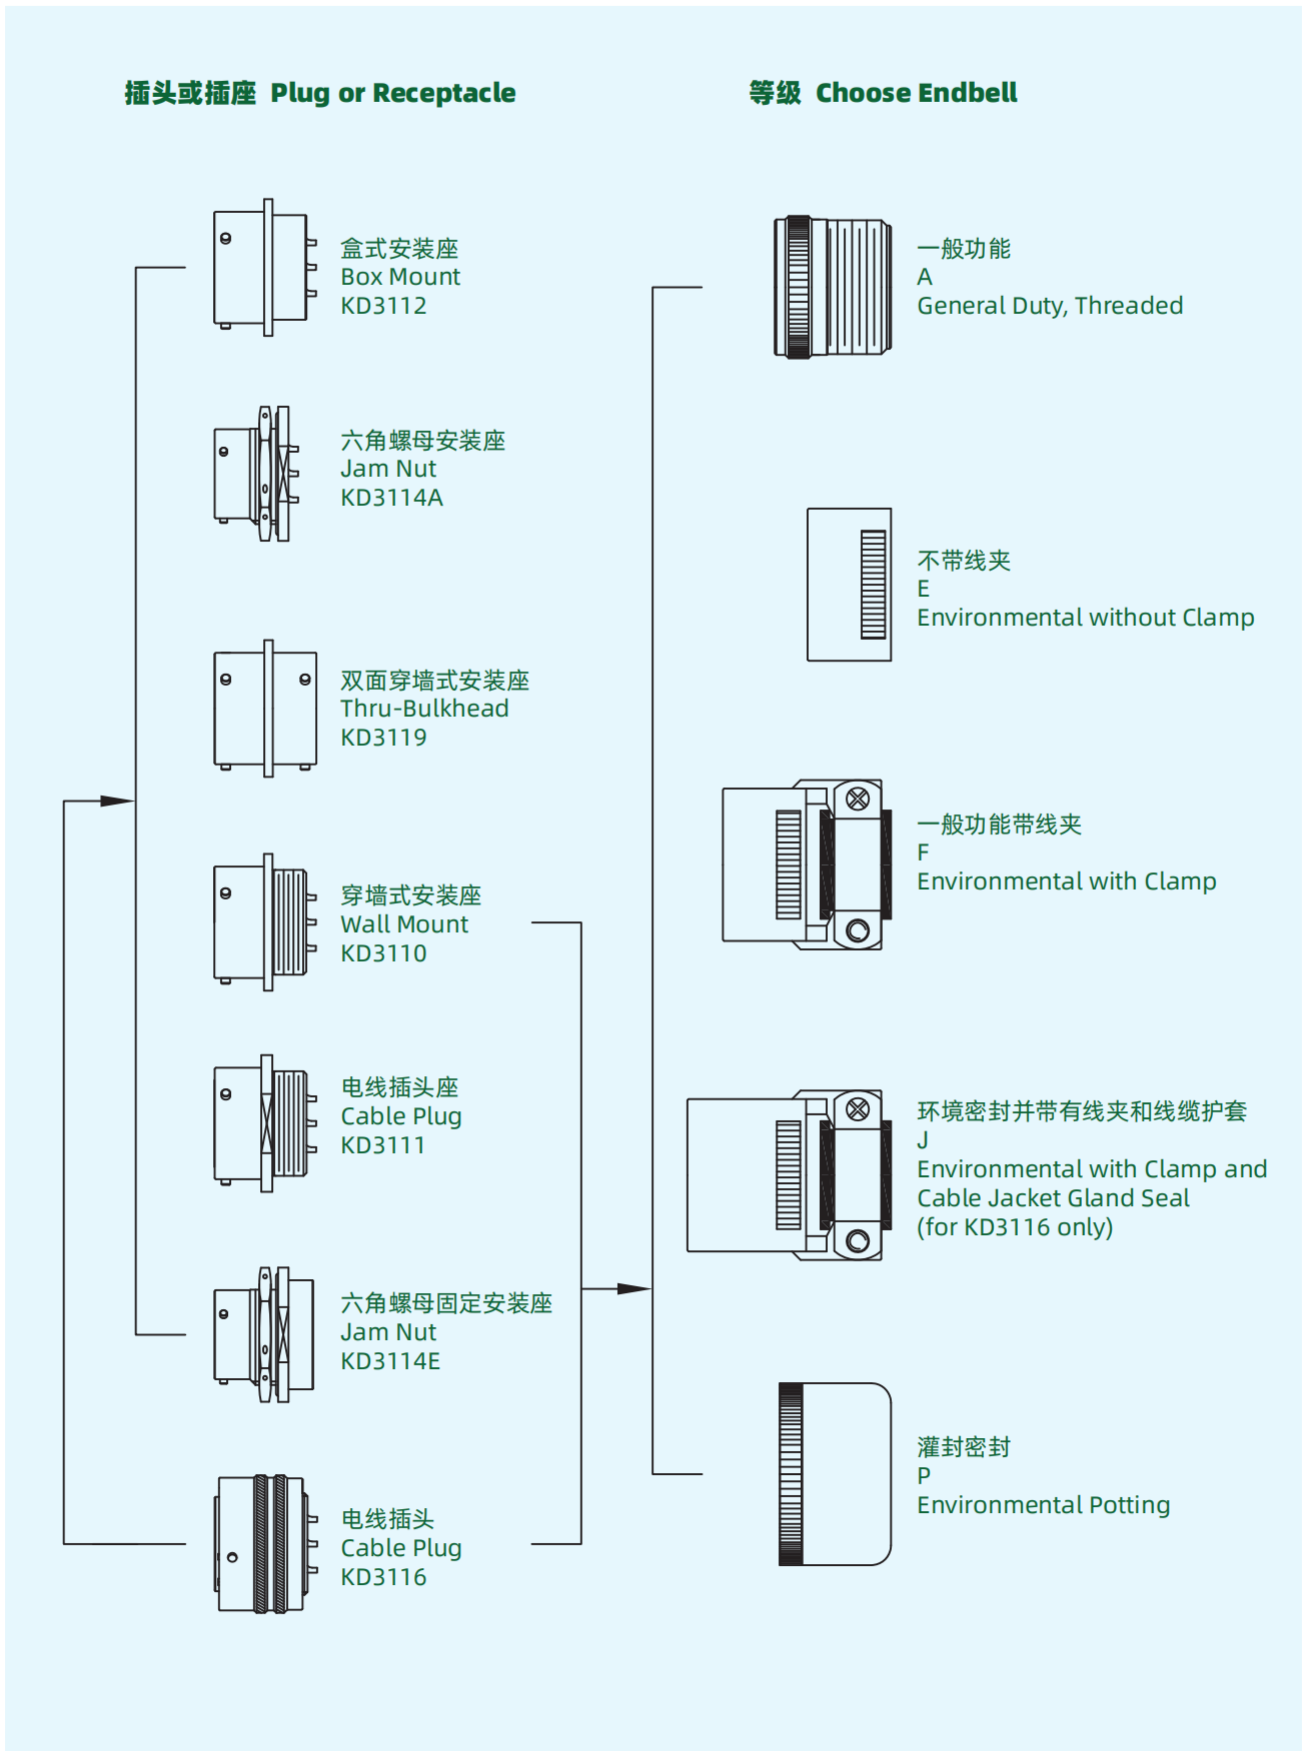 插头或插座 Plug or Receptacle
盒式安装座
Box Mount
KD3112
六角螺母安装座
Jam Nut
KD3114A
双面穿墙式安装座
Thru-Bulkhead
KD3119
穿墙式安装座
Wall Mount
KD3110
电线插头座
Cable Plug
KD3111
六角螺母固定安装座
Jam Nut
KD3114E
电线插头
Cable Plug
KD3116
等级 Choose Endbell
一般功能
A
General Duty, Threaded
不带线夹
E
Environmental without Clamp
一般功能带线夹
F
Environmental with Clamp
环境密封并带有线夹和线缆护套
J
Environmental with Clamp and
Cable Jacket Gland Seal
(for KD3116 only)
灌封密封
P
Environmental Potting